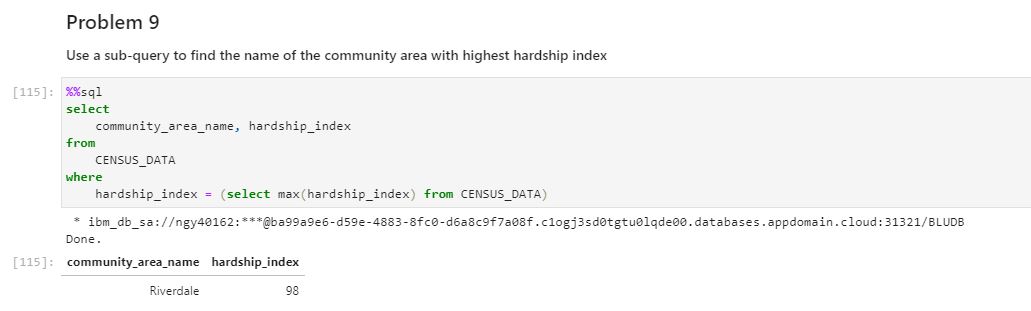 Problem 9
Use a sub-query to find the name of the community area with highest hardship index
[115]: %%sql
select
community_area_name, hardship_index
from
CENSUS_DATA
where
hardship_index = (select max(hardship_index) from CENSUS_DATA)
* ibm_db_sa://ngy40162:***@ba99a9e6-d59e-4883-8fc0-d6a8c9f7a08f.c1ogj3sd0tgtu0lqde00.databases.appdomain.cloud:31321/BLUDB
Done.
[115]: community_area_name hardship_index
Riverdale 98